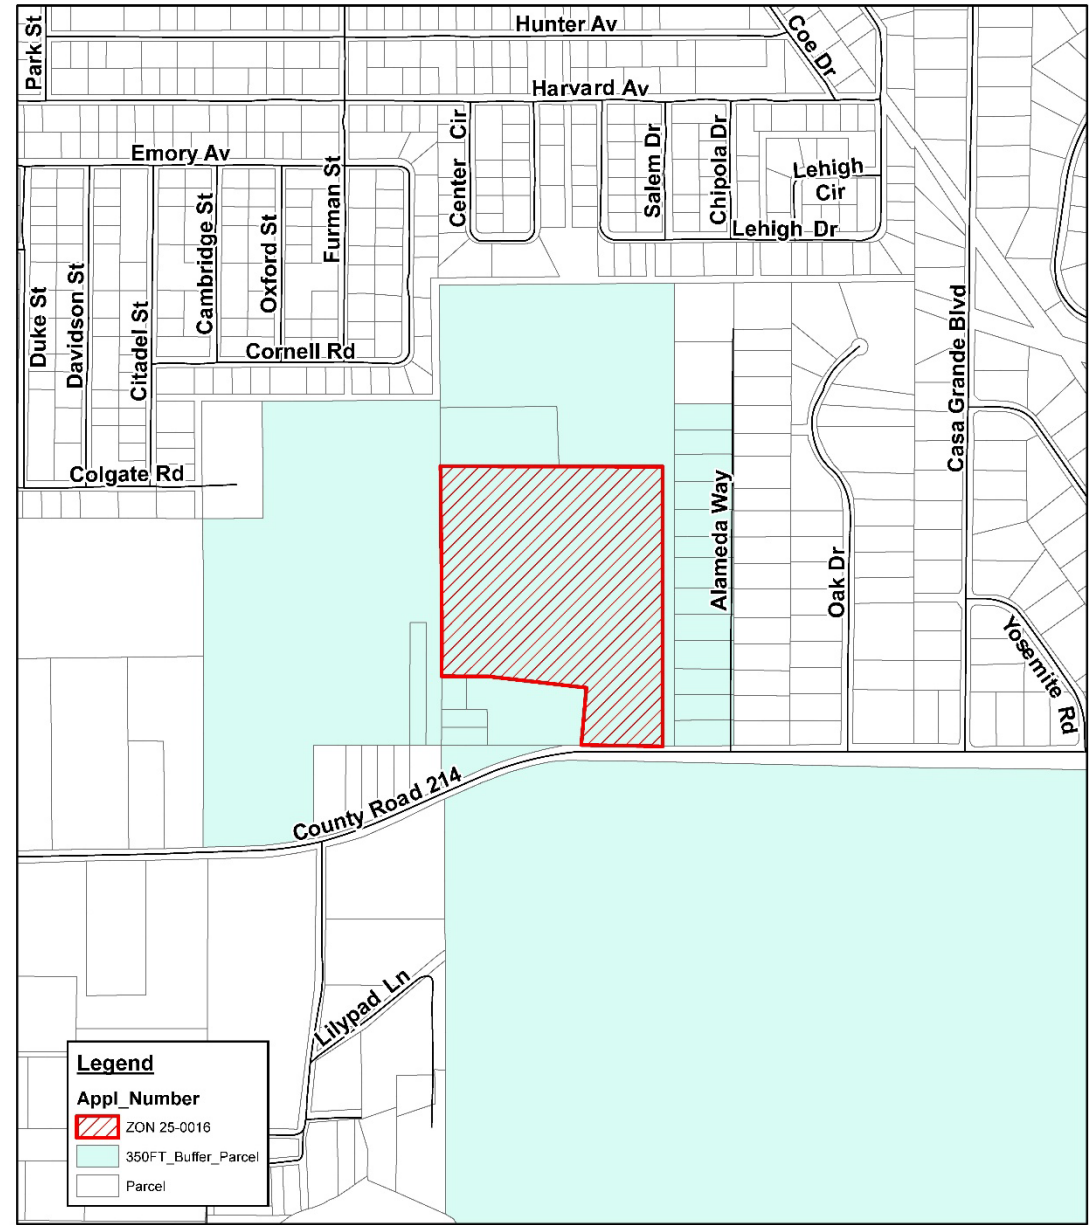 Park St
Hunter Av
Coe Dr
Harvard Av
Center Cir
Salem Dr
Chipola Dr
Lehigh
Cir
Lehigh Dr
Emory Av
Furman St
Cambridge St
Oxford St
Duke St
Davidson St
Citadel St
Cornell Rd
Colgate Rd
Casa Grande Blvd
Alameda Way
Oak Dr
Yosemite Rd
County Road 214
Lilypad Ln
Legend
Appl_Number
ZON 25-0016
350FT_Buffer_Parcel
Parcel